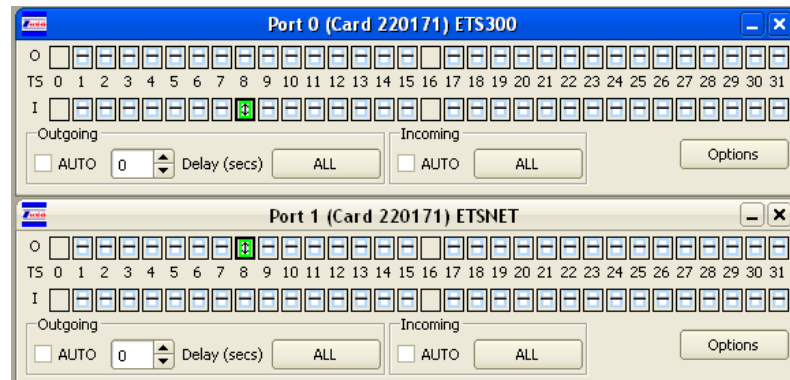 Port 0 (Card 220171) ETS300
O
TS 0 1 2 3 4 5 6 7 8 9 10 11 12 13 14 15 16 17 18 19 20 21 22 23 24 25 26 27 28 29 30 31
I
Outgoing Incoming
AUTO 0 Delay (secs) ALL AUTO ALL Options
Port 1 (Card 220171) ETSNET
O
TS 0 1 2 3 4 5 6 7 8 9 10 11 12 13 14 15 16 17 18 19 20 21 22 23 24 25 26 27 28 29 30 31
I
Outgoing Incoming
AUTO 0 Delay (secs) ALL AUTO ALL Options